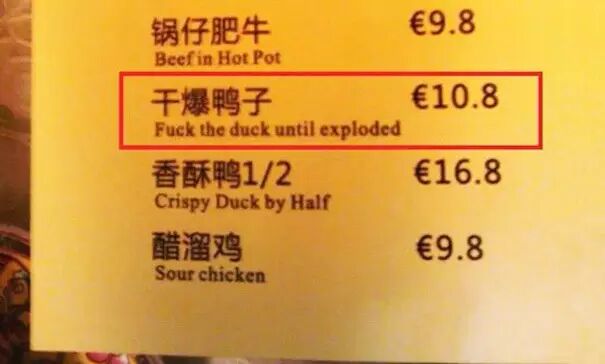 锅仔肥牛 €9.8
Beef in Hot Pot
干爆鸭子 €10.8
Fuck the duck until exploded
香酥鸭1/2 €16.8
Crispy Duck by Half
醋溜鸡 €9.8
Sour chicken